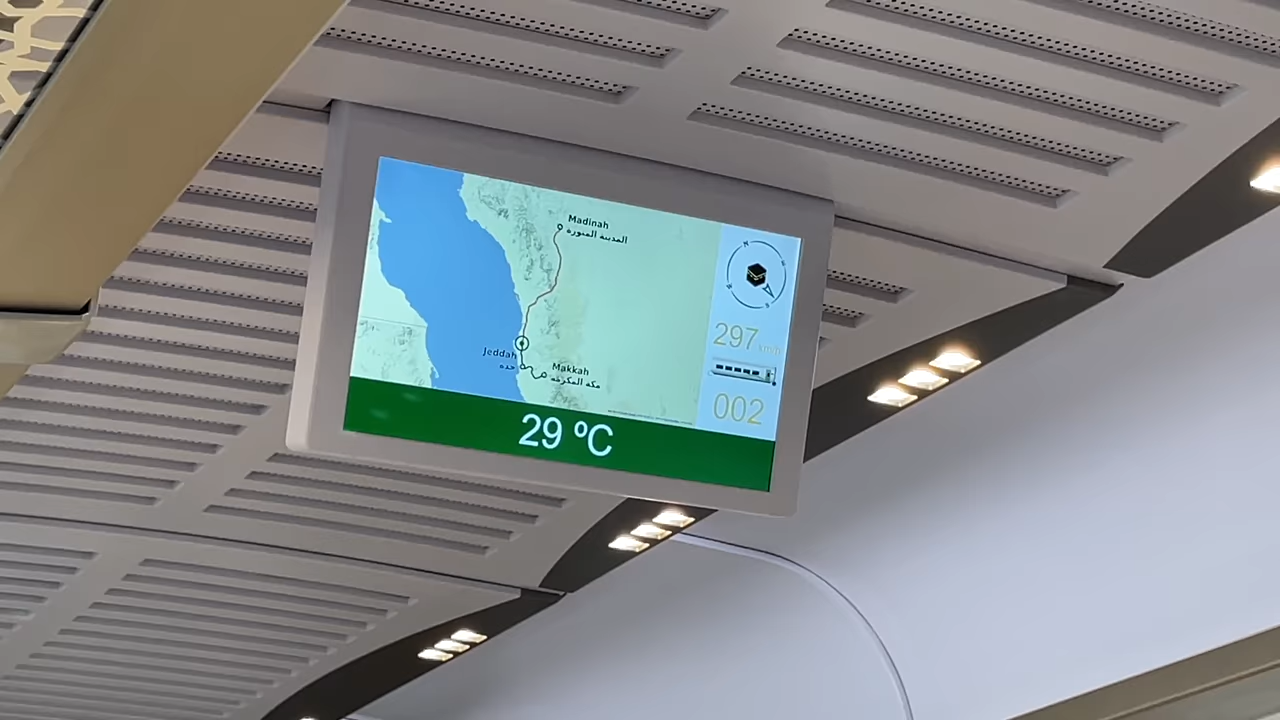 Madinah
المدينة المنورة
Jeddah
جدة
Makkah
مكة المكرمة
N
297 km/h
002
29 ºC